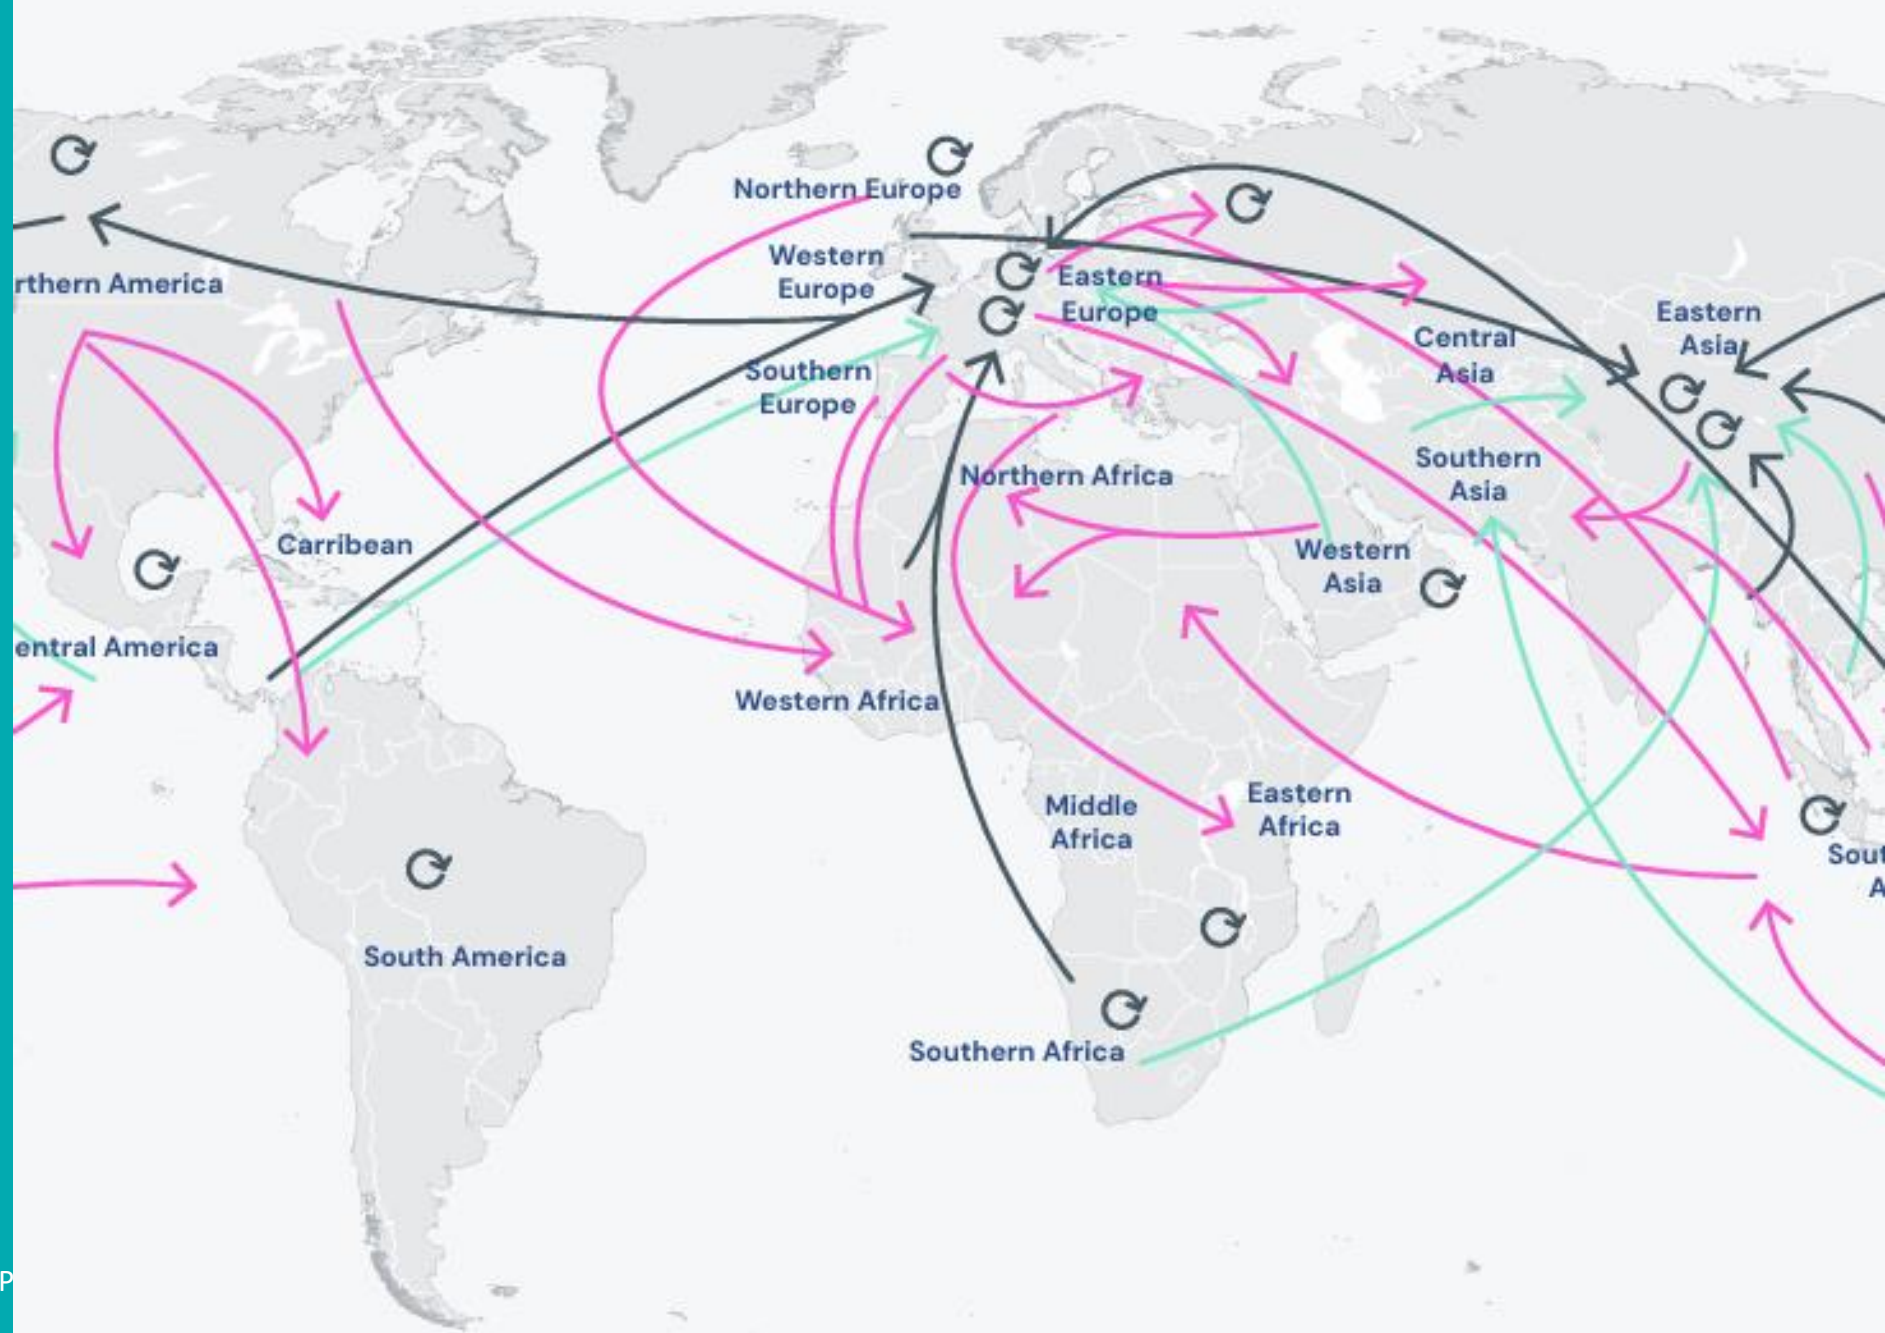 Northern Europe
Western
Europe
rthern America
Eastern
Europe
Eastern
Asia
Central
Asia
Southern
Europe
Northern Africa
Southern
Asia
Carribean
Western
Asia
entral America
Western Africa
Middle
Africa
Eastern
Africa
Sout
A
South America
Southern Africa
P